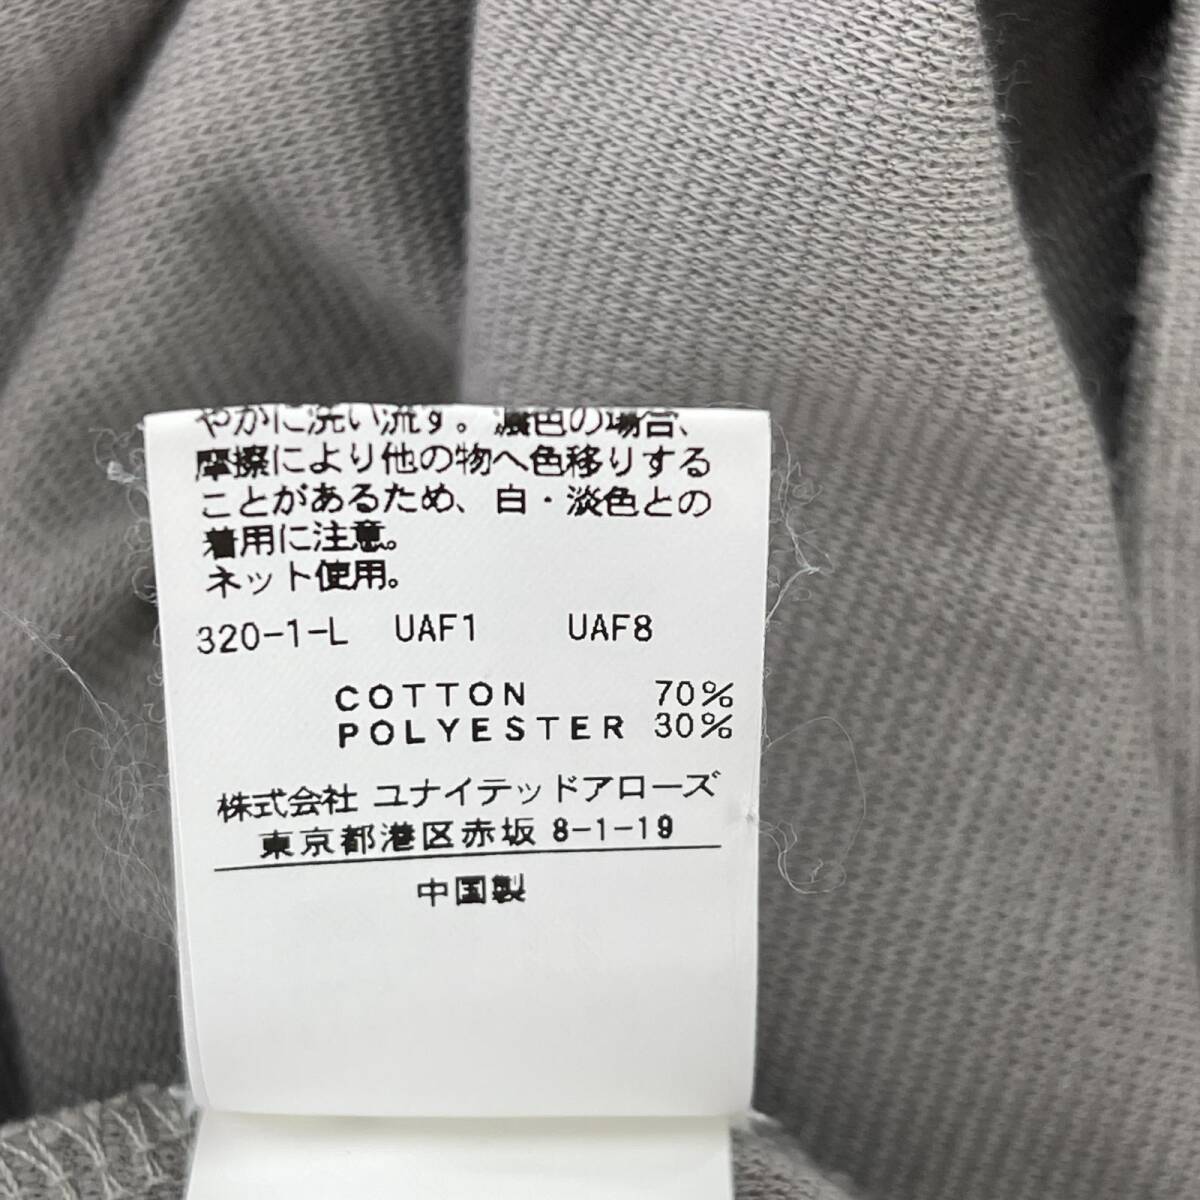 やかに洗い流す。濃色の場合、
摩擦により他の物へ色移りする
ことがあるため、白・淡色との
着用に注意。
ネット使用。
320-1-L UAF1 UAF8
COTTON 70%
POLYESTER 30%
株式会社 ユナイテッドアローズ
東京都港区赤坂 8-1-19
中国製